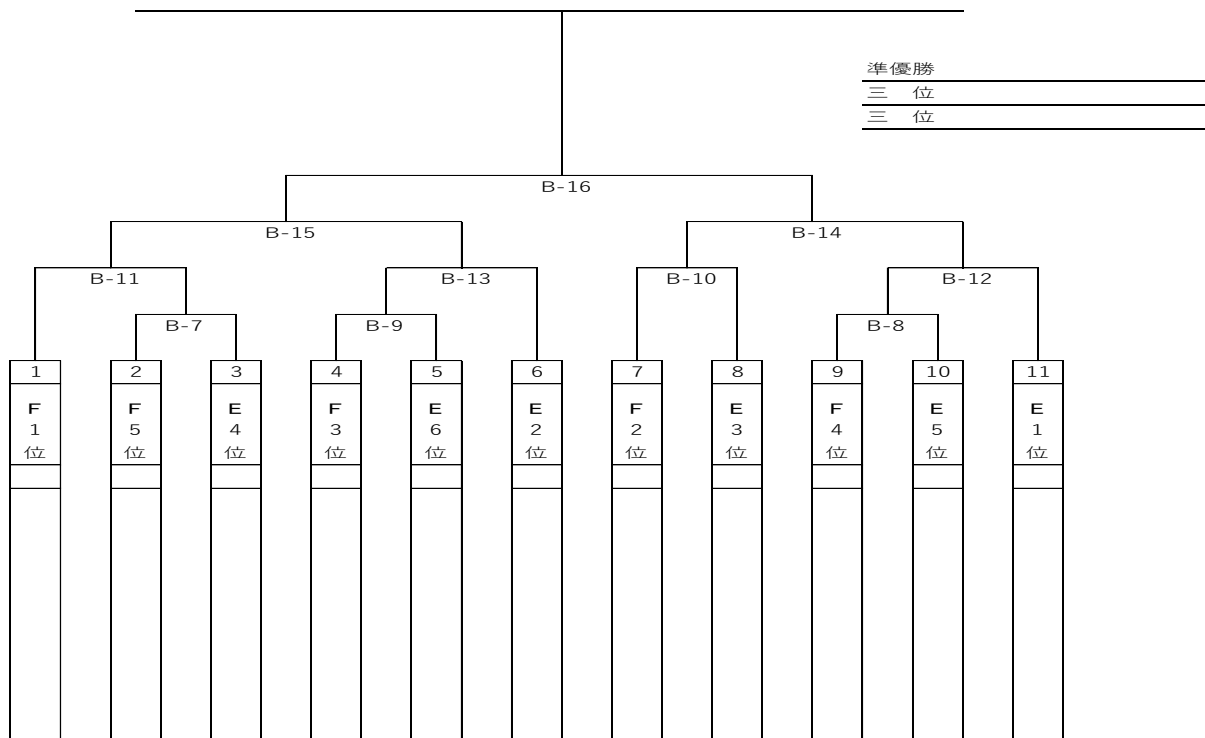 準優勝
三 位
三 位
B-16
B-15 B-14
B-11 B-13 B-10 B-12
B-7 B-9 B-8
1 2 3 4 5 6 7 8 9 10 11
F F E F E E F E F E E
1 5 4 3 6 2 2 3 4 5 1
位 位 位 位 位 位 位 位 位 位 位